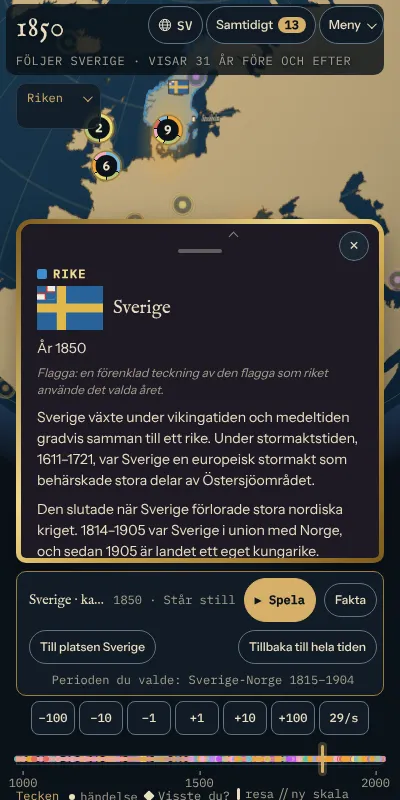 1850
SV
Samtidigt 13
Meny
FÖLJER SVERIGE · VISAR 31 ÅR FÖRE OCH EFTER
Riken
2
9
6
RIKE
Sverige
År 1850
Flagga: en förenklad teckning av den flagga som riket
använde det valda året.
Sverige växte under vikingatiden och medeltiden
gradvis samman till ett rike. Under stormaktstiden,
1611–1721, var Sverige en europeisk stormakt som
behärskade stora delar av Östersjöområdet.
Den slutade när Sverige förlorade stora nordiska
kriget. 1814–1905 var Sverige i union med Norge,
och sedan 1905 är landet ett eget kungarike.
Sverige · ka… 1850 · Står still
▶ Spela
Fakta
Till platsen Sverige
Tillbaka till hela tiden
Perioden du valde: Sverige-Norge 1815–1904
−100
−10
−1
+1
+10
+100
29/s
1000
1500
2000
Tecken
händelse
Visste du?
resa // ny skala